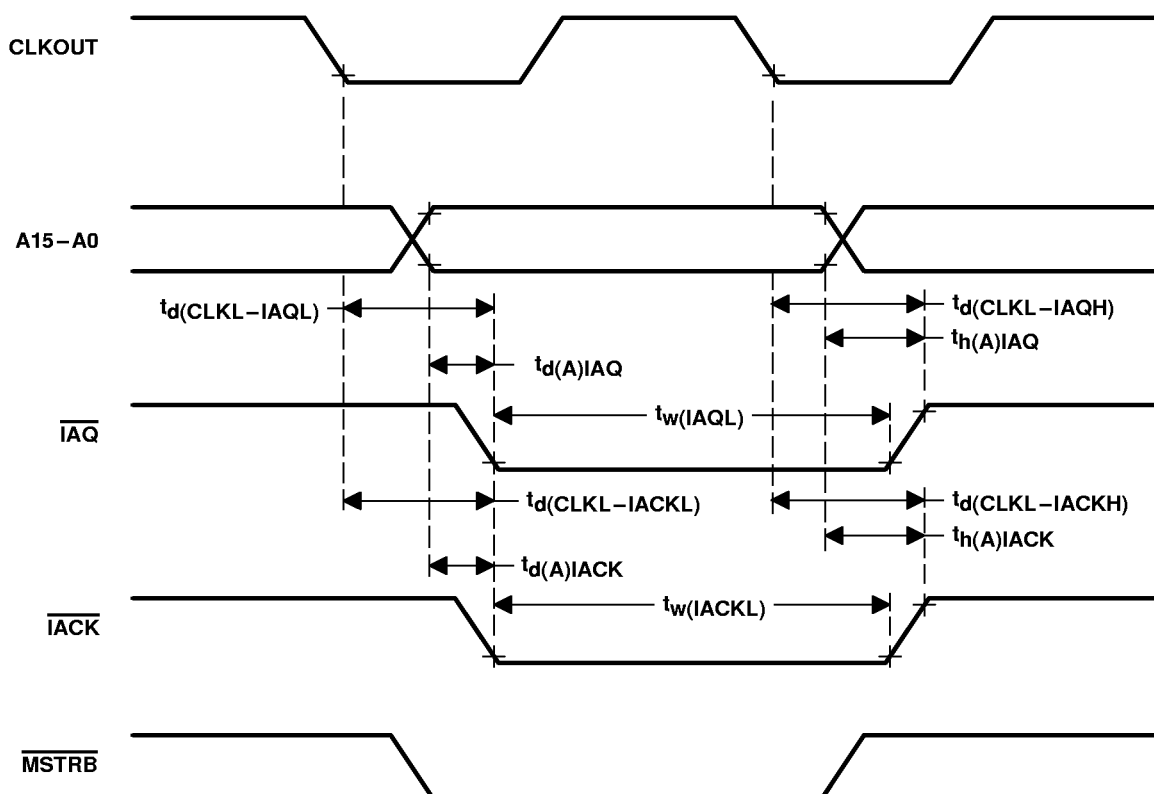 CLKOUT
A15–A0
td(CLKL–IAQL)
td(CLKL–IAQH)
th(A)IAQ
td(A)IAQ
tw(IAQL)
IAQ
td(CLKL–IACKL)
td(CLKL–IACKH)
th(A)IACK
td(A)IACK
tw(IACKL)
IACK
MSTRB